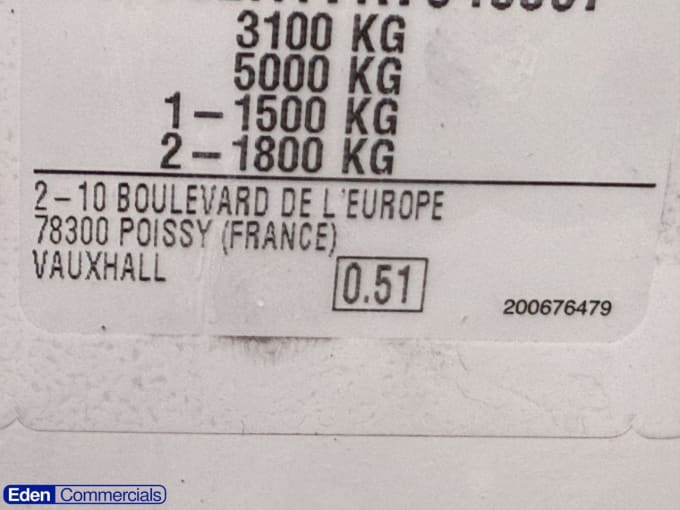 3100 KG
5000 KG
1-1500 KG
2-1800 KG
2-10 BOULEVARD DE L'EUROPE
78300 POISSY (FRANCE)
VAUXHALL
0.51
200676479
Eden Commercials